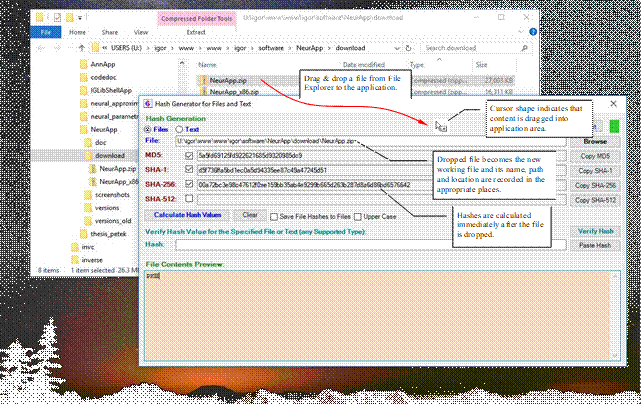 Compressed Folder Tools
U:\igor\www\www\igor\software\NeurApp\download
File
Home
Share
View
Extract
USERS (U:) > igor > www > www > igor > software > NeurApp > download
Search download
Name
Date modified
Type
Size
AnnApp
codedoc
IGLibShellApp
neural_approxim
neural_parametri
NeurApp
doc
download
NeurApp.zip
NeurApp_x8
screenshots
versions
versions_old
thesis_petek
invc
inverse
NeurApp.zip
Compressed (zipp...
27,003 KB
NeurApp_x86.zip
Compressed (zipp...
16,311 KB
8 items
1 item selected 26.3 M
Drag & drop a file from File
Explorer to the application.
Hash Generator for Files and Text
Hash Generation
Files
Text
Cursor shape indicates that
content is dragged into
application area.
File:
U:\igor\www\www\igor\software\NeurApp\download\NeurApp.zip
Browse
MD5:
Copy MD5
SHA-1:
Copy SHA-1
SHA-256:
Copy SHA-256
SHA-512:
Copy SHA-512
Dropped file becomes the new
working file and its name, path
and location are recorded in the
appropriate places.
Calculate Hash Values
Clear
Save File Hashes to Files
Upper Case
Hashes are calculated
immediately after the file
is dropped.
Verify Hash Value for the Specified File or Text (any Supported Type):
Verify Hash
Hash:
Paste Hash
File Contents Preview: